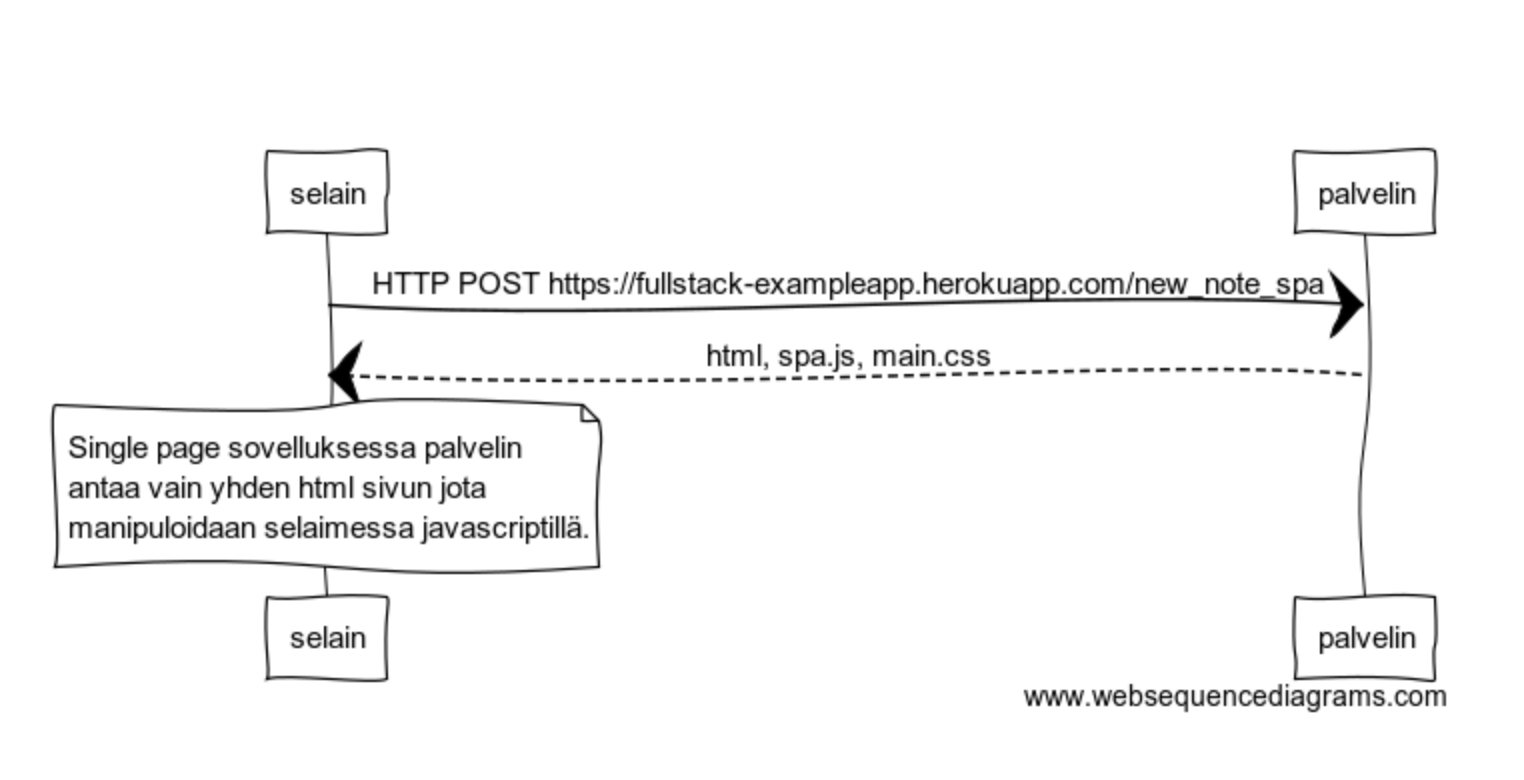 selain
palvelin
HTTP POST https://fullstack-exampleapp.herokuapp.com/new_note_spa
html, spa.js, main.css
Single page sovelluksessa palvelin
antaa vain yhden html sivun jota
manipuloidaan selaimessa javascriptillä.
selain
palvelin
www.websequencediagrams.com